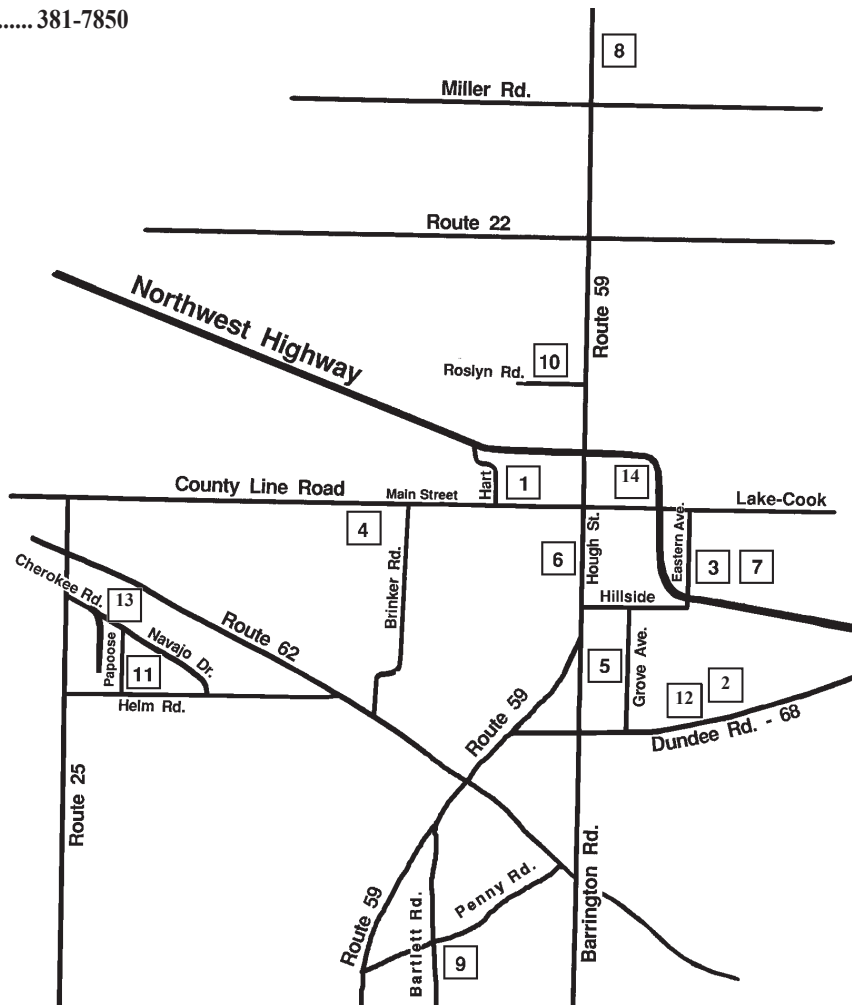 ...... 381-7850
8
Miller Rd.
Route 22
Northwest Highway
Route 59
10
Roslyn Rd.
14
County Line Road
Main Street
Hart
1
Lake-Cook
4
Brinker Rd.
6
Hough St.
Eastern Ave.
3
7
Cherokee Rd.
13
Route 62
Hillside
Papoose
Navajo Dr.
11
5
Grove Ave.
2
12
Helm Rd.
Route 59
Dundee Rd. - 68
Route 25
Barrington Rd.
Route 59
Bartlett Rd.
Penny Rd.
9